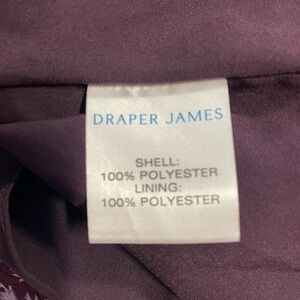 DRAPER JAMES
SHELL:
100% POLYESTER
LINING:
100% POLYESTER